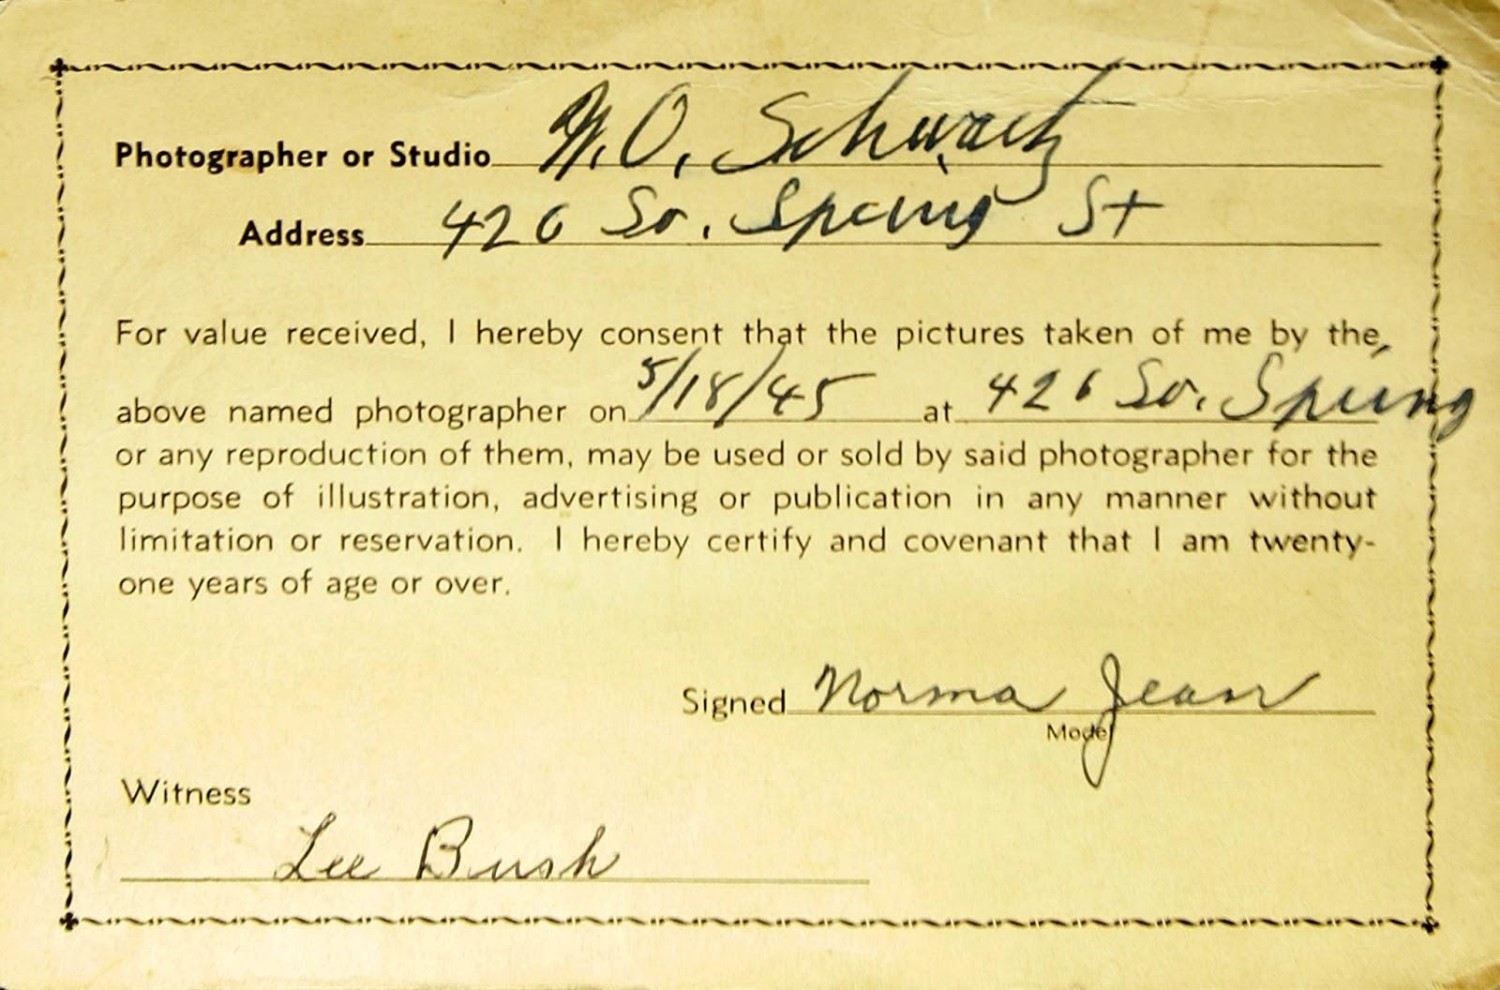 Photographer or Studio W. O. Schwartz
Address 426 So. Spring St
For value received, I hereby consent that the pictures taken of me by the
above named photographer on 5/18/45 at 426 So. Spring
or any reproduction of them, may be used or sold by said photographer for the
purpose of illustration, advertising or publication in any manner without
limitation or reservation. I hereby certify and covenant that I am twenty-
one years of age or over.
Signed Norma Jean
Model
Witness
Lee Bush